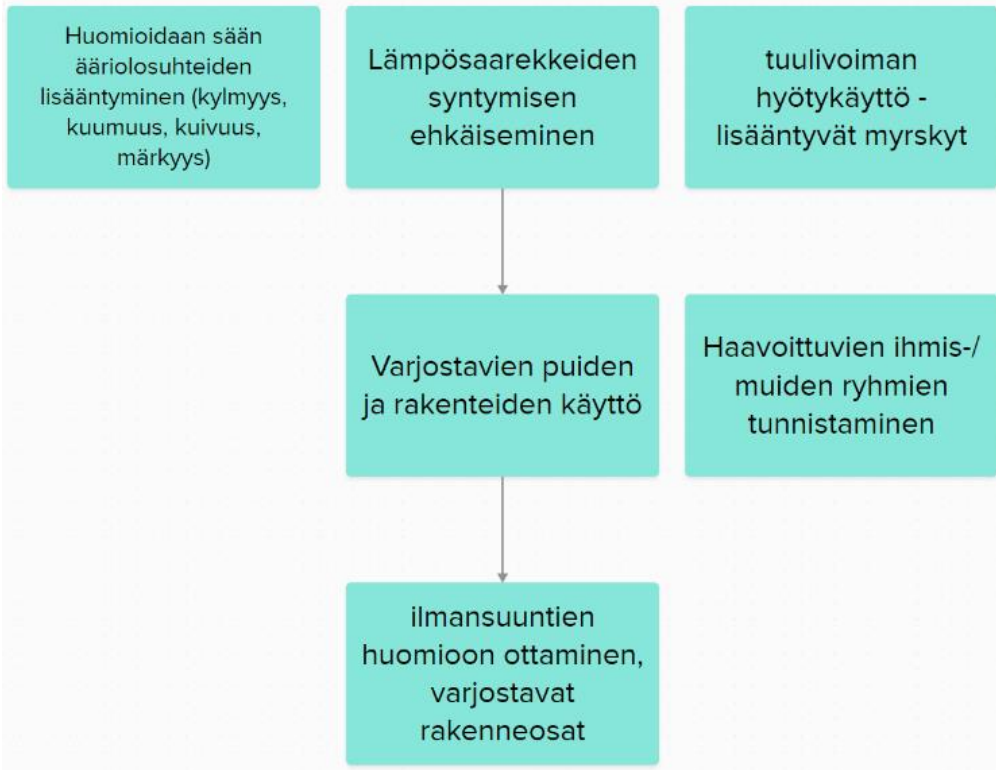 Huomioidaan sään
ääriolosuhteiden
lisääntyminen (kylmyys,
kuumuus, kuivuus,
märkyys)
Lämpösaarekkeiden
syntymisen
ehkäiseminen
tuulivoiman
hyötykäyttö -
lisääntyvät myrskyt
Varjostavien puiden
ja rakenteiden käyttö
Haavoittuvien ihmis-/
muiden ryhmien
tunnistaminen
ilmansuuntien
huomioon ottaminen,
varjostavat
rakenneosat